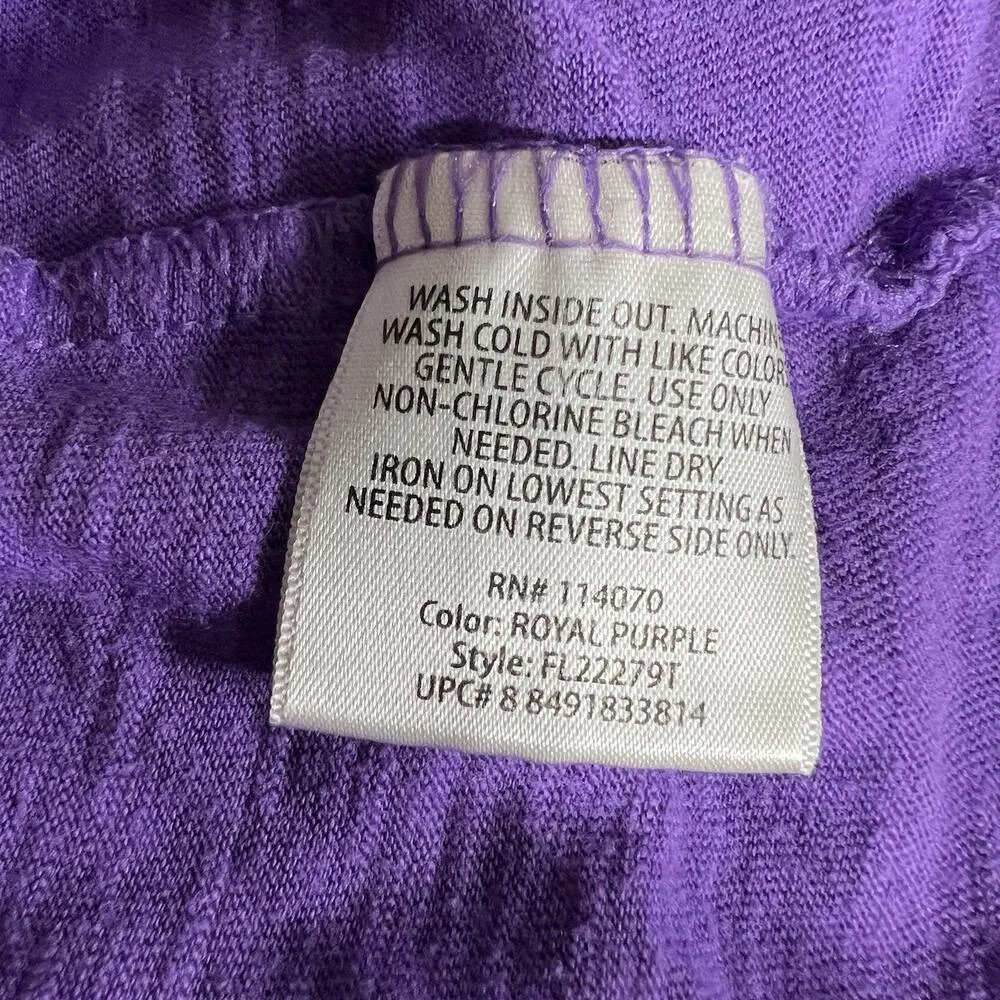 WASH INSIDE OUT. MACHIN
WASH COLD WITH LIKE COLOR
GENTLE CYCLE. USE ONLY
NON-CHLORINE BLEACH WHEN
NEEDED. LINE DRY.
IRON ON LOWEST SETTING AS
NEEDED ON REVERSE SIDE ONLY.
RN# 114070
Color: ROYAL PURPLE
Style: FL22279T
UPC# 8 8491833814